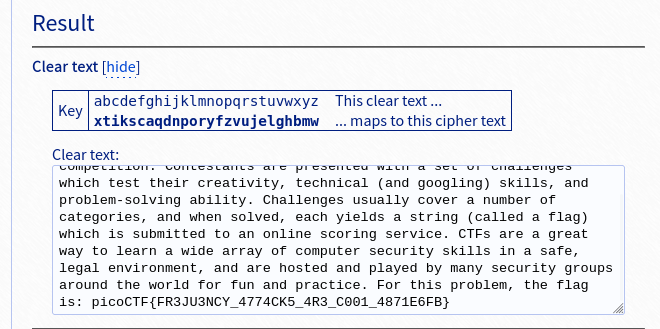 Result
Clear text [hide]
Key
abcdefghijklmnopqrstuvwxyz This clear text ...
xtikscaqdnporyfzvujelghbmw ... maps to this cipher text
Clear text:
competition. Contestants are presented with a set of challenges
which test their creativity, technical (and googling) skills, and
problem-solving ability. Challenges usually cover a number of
categories, and when solved, each yields a string (called a flag)
which is submitted to an online scoring service. CTFs are a great
way to learn a wide array of computer security skills in a safe,
legal environment, and are hosted and played by many security groups
around the world for fun and practice. For this problem, the flag
is: picoCTF{FR3JU3NCY_4774CK5_4R3_C001_4871E6FB}